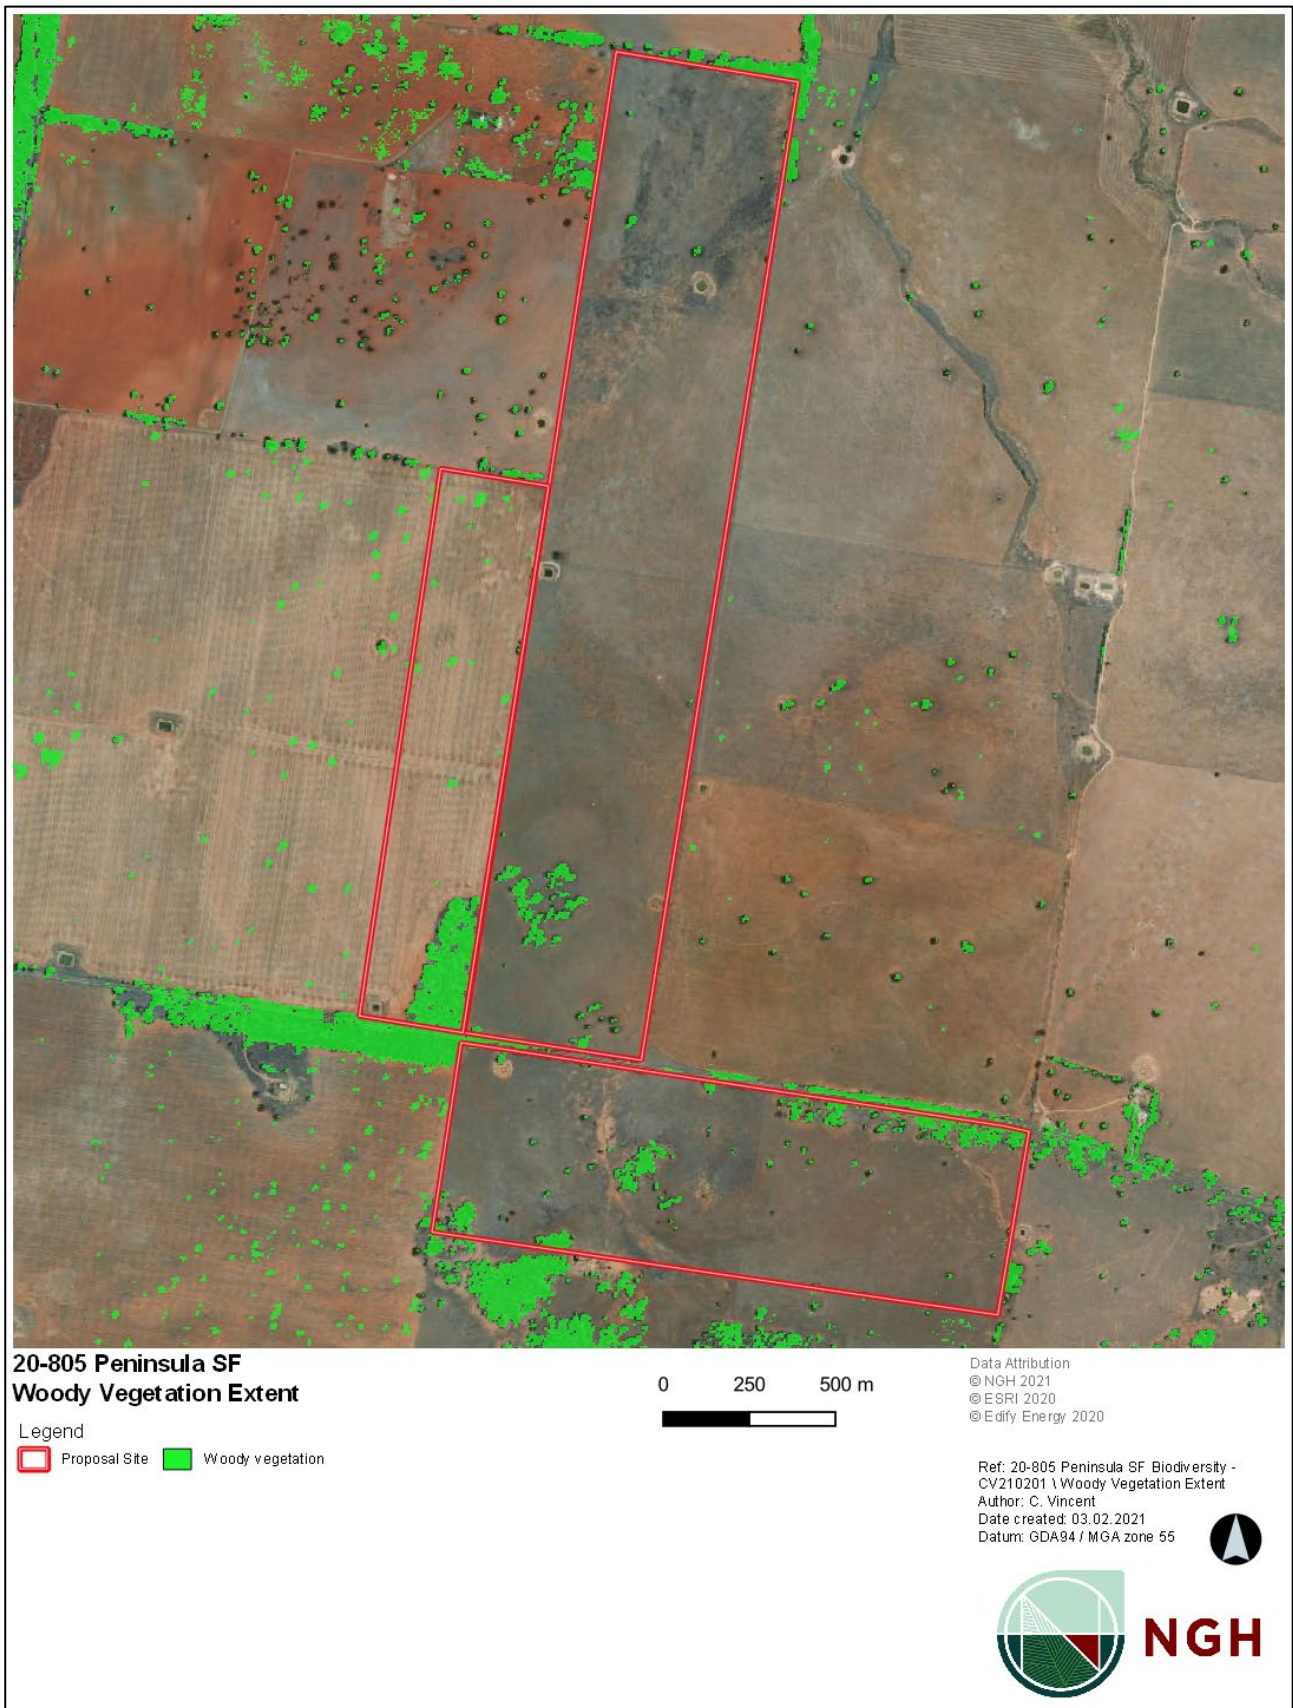 20-805 Peninsula SF
Woody Vegetation Extent
Legend
Proposal Site
Woody vegetation
0 250 500 m
Data Attribution
© NGH 2021
© ESRI 2020
© Edify Energy 2020
Ref: 20-805 Peninsula SF Biodiversity -
CV210201 \ Woody Vegetation Extent
Author: C. Vincent
Date created: 03.02.2021
Datum: GDA94 / MGA zone 55
NGH